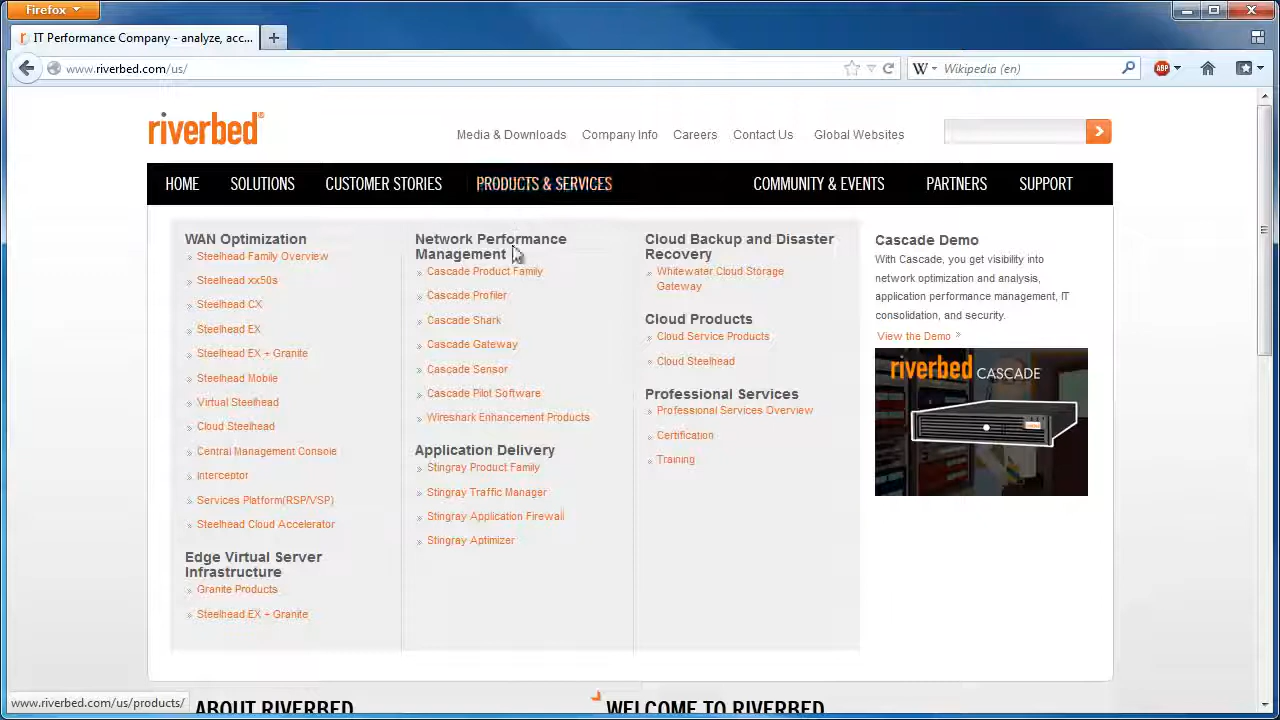 Firefox
IT Performance Company - analyze, acc...
www.riverbed.com/us/
W
Wikipedia (en)
ABP
riverbed®
Media & Downloads
Company Info
Careers
Contact Us
Global Websites
HOME
SOLUTIONS
CUSTOMER STORIES
PRODUCTS & SERVICES
COMMUNITY & EVENTS
PARTNERS
SUPPORT
WAN Optimization
Steelhead Family Overview
Steelhead xx50s
Steelhead CX
Steelhead EX
Steelhead EX + Granite
Steelhead Mobile
Virtual Steelhead
Cloud Steelhead
Central Management Console
Interceptor
Services Platform(RSP/VSP)
Steelhead Cloud Accelerator
Edge Virtual Server
Infrastructure
Granite Products
Steelhead EX + Granite
Network Performance
Management
Cascade Product Family
Cascade Profiler
Cascade Shark
Cascade Gateway
Cascade Sensor
Cascade Pilot Software
Wireshark Enhancement Products
Application Delivery
Stingray Product Family
Stingray Traffic Manager
Stingray Application Firewall
Stingray Aptimizer
Cloud Backup and Disaster
Recovery
Whitewater Cloud Storage
Gateway
Cloud Products
Cloud Service Products
Cloud Steelhead
Professional Services
Professional Services Overview
Certification
Training
Cascade Demo
With Cascade, you get visibility into
network optimization and analysis,
application performance management, IT
consolidation, and security.
View the Demo
riverbed CASCADE
www.riverbed.com/us/products/
ABOUT RIVERBED
WELCOME TO RIVERBED